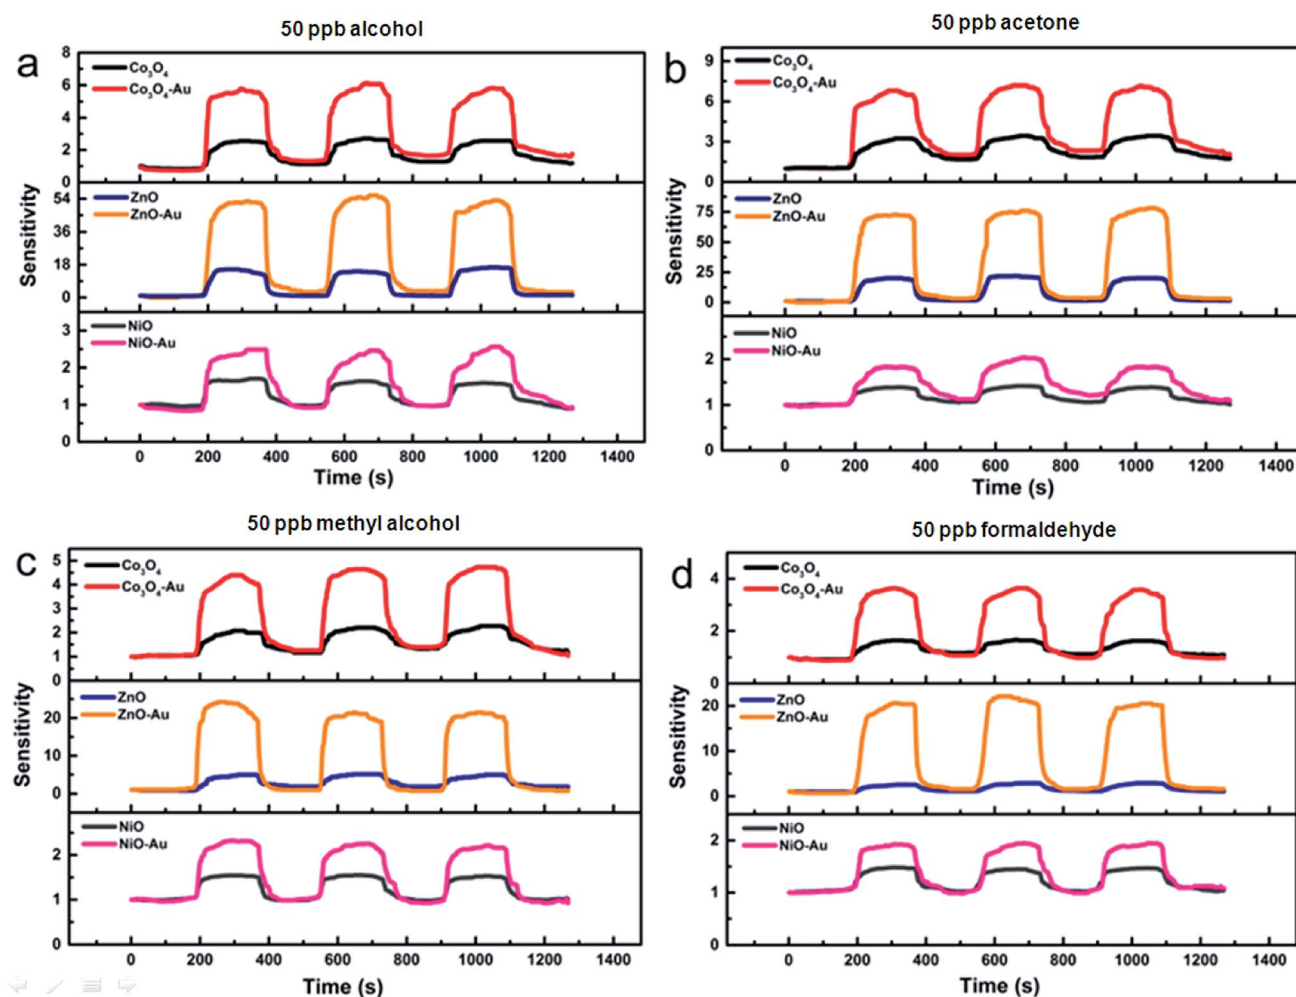 50 ppb alcohol
a
Co₃O₄
Co₃O₄-Au
8
6
4
2
0
ZnO
ZnO-Au
54
36
18
0
NiO
NiO-Au
3
2
1
0
Sensitivity
0 200 400 600 800 1000 1200 1400
Time (s)
50 ppb acetone
b
Co₃O₄
Co₃O₄-Au
9
6
3
0
ZnO
ZnO-Au
75
50
25
0
NiO
NiO-Au
2
1
0
Sensitivity
0 200 400 600 800 1000 1200 1400
Time (s)
50 ppb methyl alcohol
c
Co₃O₄
Co₃O₄-Au
5
4
3
2
1
0
ZnO
ZnO-Au
20
10
0
NiO
NiO-Au
2
1
0
Sensitivity
0 200 400 600 800 1000 1200 1400
Time (s)
50 ppb formaldehyde
d
Co₃O₄
Co₃O₄-Au
4
2
0
ZnO
ZnO-Au
20
10
0
NiO
NiO-Au
2
1
0
Sensitivity
0 200 400 600 800 1000 1200 1400
Time (s)